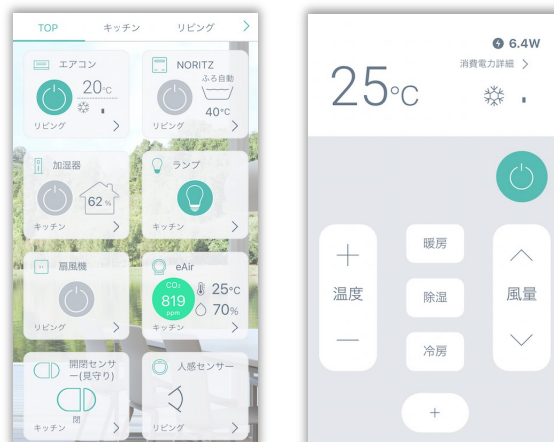 TOP
キッチン
リビング
エアコン
20°C
リビング
NORITZ
ふろ自動
40°C
リビング
加湿器
62%
キッチン
ランプ
キッチン
扇風機
リビング
eAir
CO₂
819
ppm
25°C
70%
キッチン
開閉センサ
ー(見守り)
閉
キッチン
人感センサー
リビング
6.4W
消費電力詳細
25°C
温度
暖房
除湿
冷房
風量